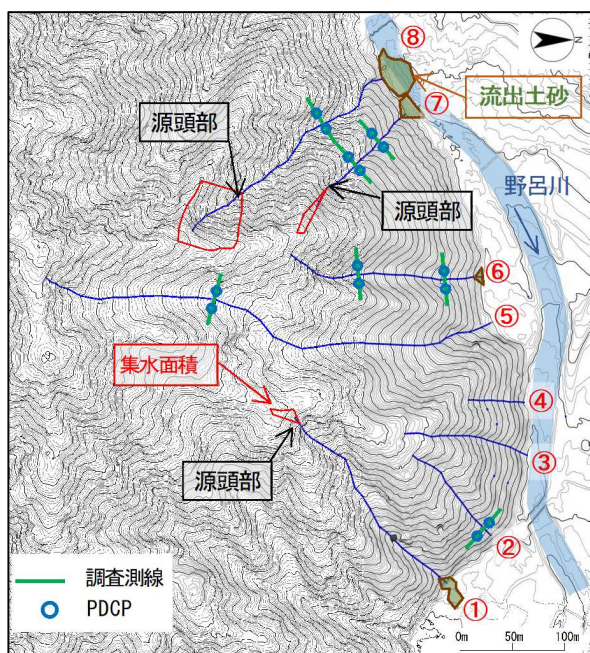 ⑧
N
流出土砂
⑦
源頭部
源頭部
野呂川
⑥
⑤
集水面積
④
源頭部
③
②
調査測線
PDCP
①
0m 50m 100m